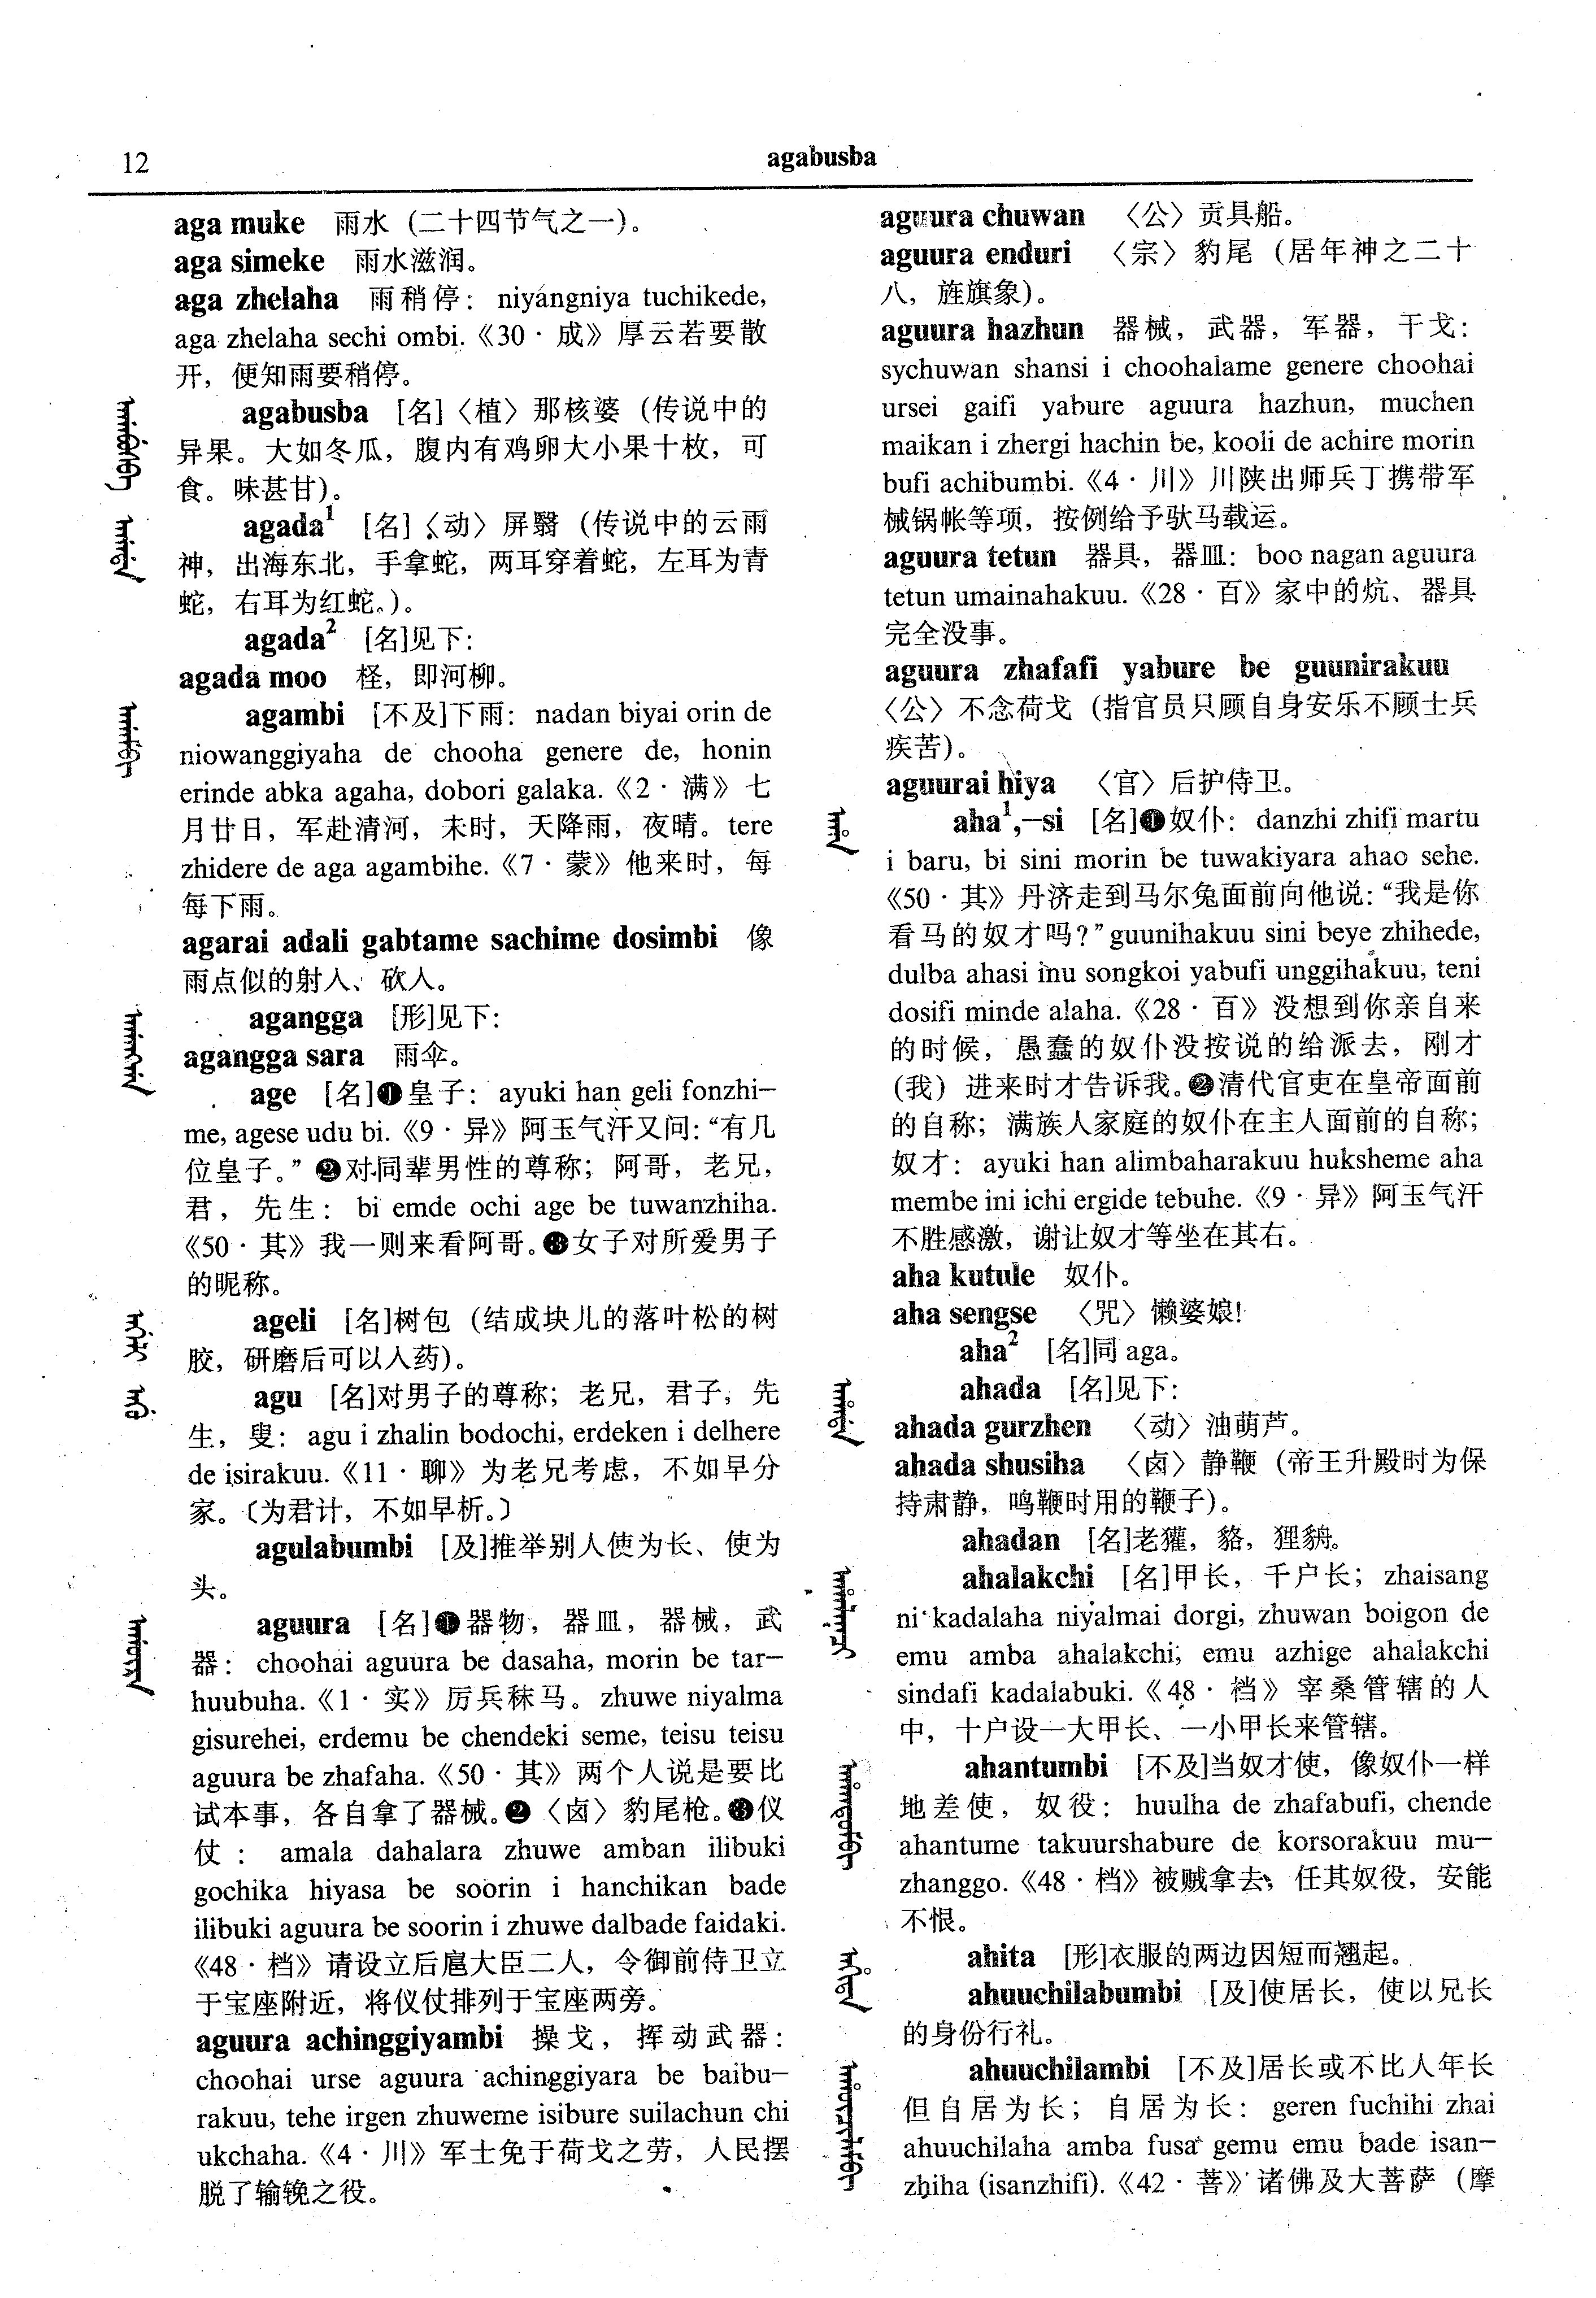 12
agabusba
aga muke 雨水（二十四节气之一）。
aga simeke 雨水滋润。
aga zhelaha 雨稍停：niyangniya tuchikede,
aga zhelaha sechi ombi.《30·成》厚云若要散
开，便知雨要稍停。
agabusba [名]〈植〉那核婆（传说中的
异果。大如冬瓜，腹内有鸡卵大小果十枚，可
食。味甚甘）。
agada¹ [名]〈动〉屏翳（传说中的云雨
神，出海东北，手拿蛇，两耳穿着蛇，左耳为青
蛇，右耳为红蛇。）。
agada² [名]见下：
agada moo 柽，即河柳。
agambi [不及]下雨：nadan biyai orin de
niowanggiyaha de chooha genere de, honin
erinde abka agaha, dobori galaka.《2·满》七
月廿日，军赴清河，未时，天降雨，夜晴。tere
zhidere de aga agambihe.《7·蒙》他来时，每
每下雨。
agarai adali gabtame sachime dosimbi 像
雨点似的射人、砍人。
agangga [形]见下：
agangga sara 雨伞。
age [名]❶皇子：ayuki han geli fonzhi-
me, agese udu bi.《9·异》阿玉气汗又问：“有几
位皇子。”❷对同辈男性的尊称；阿哥，老兄，
君，先生：bi emde ochi age be tuwanzhiha.
《50·其》我一则来看阿哥。❸女子对所爱男子
的昵称。
ageli [名]树包（结成块儿的落叶松的树
胶，研磨后可以入药）。
agu [名]对男子的尊称；老兄，君子，先
生，叟：agu i zhalin bodochi, erdeken i delhere
de isirakuu.《11·聊》为老兄考虑，不如早分
家。〔为君计，不如早析。〕
agulabumbi [及]推举别人使为长、使为
头。
aguura [名]❶器物，器皿，器械，武
器：choohai aguura be dasaha, morin be tar-
huubuha.《1·实》厉兵秣马。zhuwe niyalma
gisurehei, erdemu be chendeki seme, teisu teisu
aguura be zhafaha.《50·其》两个人说是要比
试本事，各自拿了器械。❷〈卤〉豹尾枪。❸仪
仗：amala dahalara zhuwe amban ilibuki
gochika hiyasa be soorin i hanchikan bade
ilibuki aguura be soorin i zhuwe dalbade faidaki.
《48·档》请设立后扈大臣二人，令御前侍卫立
于宝座附近，将仪仗排列于宝座两旁。
aguura achinggiyambi 操戈，挥动武器：
choohai urse aguura achinggiyara be baibu-
rakuu, tehe irgen zhuweme isibure suilachun chi
ukchaha.《4·川》军士免于荷戈之劳，人民摆
脱了输輓之役。
aguura chuwan 〈公〉贡具船。
aguura enduri 〈宗〉豹尾（居年神之二十
八，旌旗象）。
aguura hazhun 器械，武器，军器，干戈：
sychuwan shansi i choohalame genere choohai
ursei gaifi yabure aguura hazhun, muchen
maikan i zhergi hachin be, kooli de achire morin
bufi achibumbi.《4·川》川陕出师兵丁携带军
械锅帐等项，按例给予驮马载运。
aguura tetun 器具，器皿：boo nagan aguura
tetun umainahakuu.《28·百》家中的炕、器具
完全没事。
aguura zhafafi yabure be guunirakuu
〈公〉不念荷戈（指官员只顾自身安乐不顾士兵
疾苦）。
aguurai hiya 〈官〉后护侍卫。
aha¹,-si [名]❶奴仆：danzhi zhifi martu
i baru, bi sini morin be tuwakiyara ahao sehe.
《50·其》丹济走到马尔兔面前向他说：“我是你
看马的奴才吗？”guunihakuu sini beye zhihede,
dulba ahasi inu songkoi yabufi unggihakuu, teni
dosifi minde alaha.《28·百》没想到你亲自来
的时候，愚蠢的奴仆没按说的给派去，刚才
（我）进来时才告诉我。❷清代官吏在皇帝面前
的自称；满族人家庭的奴仆在主人面前的自称；
奴才：ayuki han alimbaharakuu huksheme aha
membe ini ichi ergide tebuhe.《9·异》阿玉气汗
不胜感激，谢让奴才等坐在其右。
aha kutule 奴仆。
aha sengse 〈咒〉懒婆娘！
aha² [名]同 aga。
ahada [名]见下：
ahada gurzhen 〈动〉油葫芦。
ahada shusiha 〈卤〉静鞭（帝王升殿时为保
持肃静，鸣鞭时用的鞭子）。
ahadan [名]老獾，貉，狸。
ahalakchi [名]甲长，千户长；zhaisang
ni kadalaha niyalmai dorgi, zhuwan boigon de
emu amba ahalakchi; emu azhige ahalakchi
sindafi kadalabuki.《48·档》宰桑管辖的人
中，十户设一大甲长、一小甲长来管辖。
ahantumbi [不及]当奴才使，像奴仆一样
地差使，奴役：huulha de zhafabufi, chende
ahantume takuurshabure de korsorakuu mu-
zhanggo.《48·档》被贼拿去，任其奴役，安能
不恨。
ahita [形]衣服的两边因短而翘起。
ahuuchilabumbi [及]使居长，使以兄长
的身份行礼。
ahuuchilambi [不及]居长或不比人年长
但自居为长；自居为长：geren fuchihi zhai
ahuuchilaha amba fusa gemu emu bade isan-
zhiha (isanzhifi).《42·菩》诸佛及大菩萨（摩